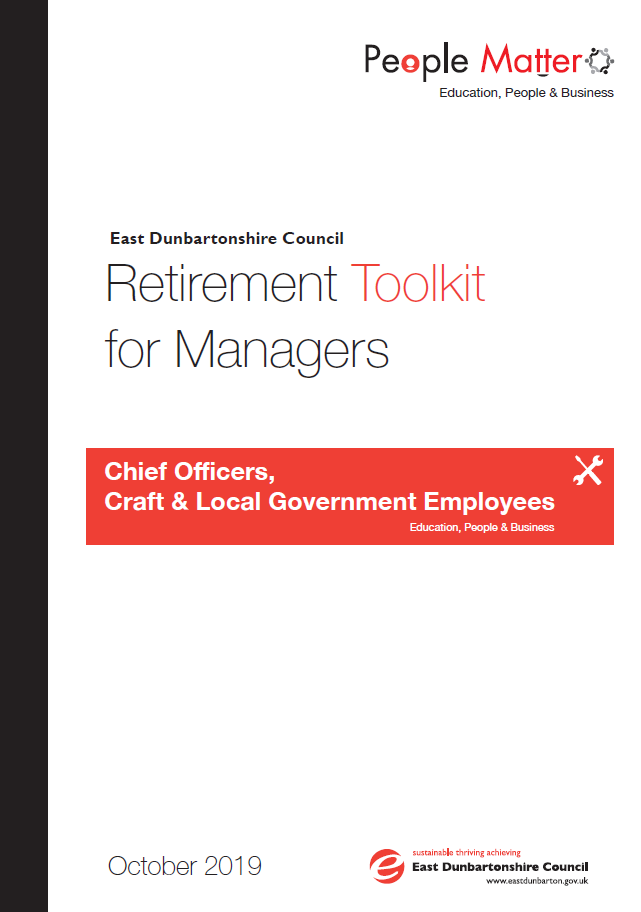 People Matter
Education, People & Business
East Dunbartonshire Council
Retirement Toolkit
for Managers
Chief Officers,
Craft & Local Government Employees
Education, People & Business
October 2019
sustainable thriving achieving
East Dunbartonshire Council
www.eastdunbarton.gov.uk